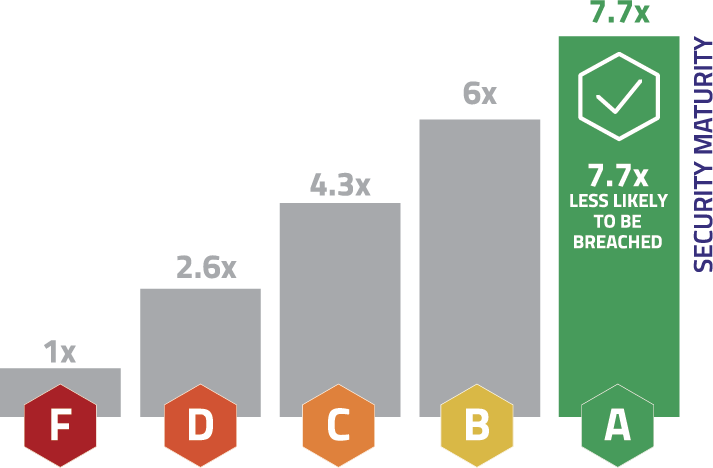 7.7x
6x
4.3x
2.6x
1x
7.7x
LESS LIKELY
TO BE
BREACHED
SECURITY MATURITY
F
D
C
B
A